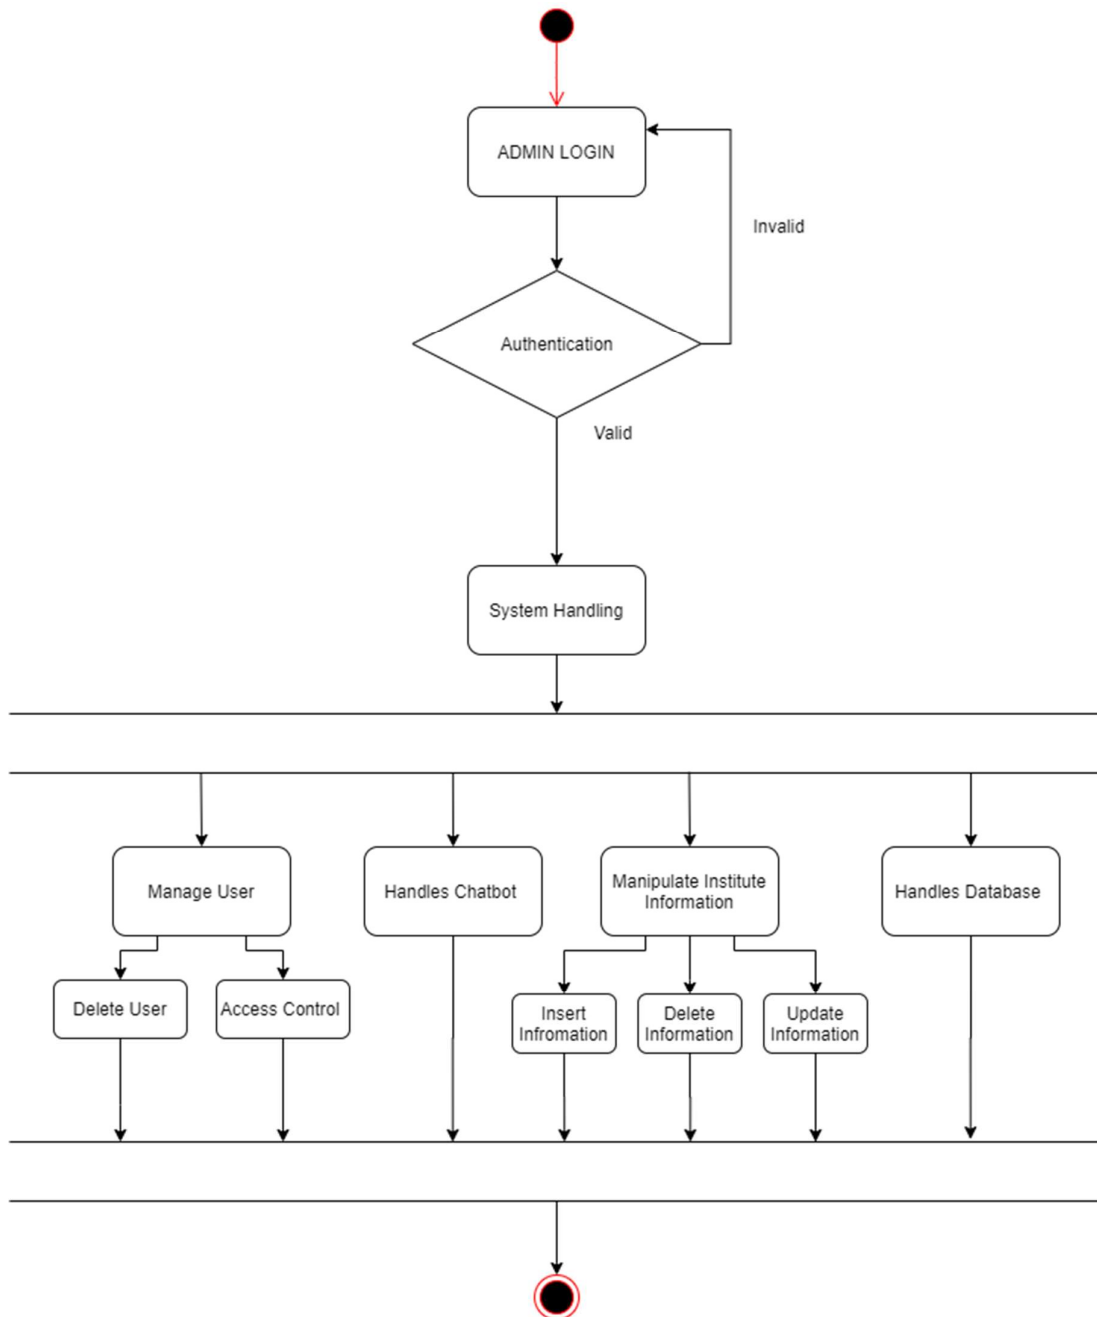 ADMIN LOGIN
Invalid
Authentication
Valid
System Handling
Manage User
Handles Chatbot
Manipulate Institute
Information
Handles Database
Delete User
Access Control
Insert
Infromation
Delete
Information
Update
Information